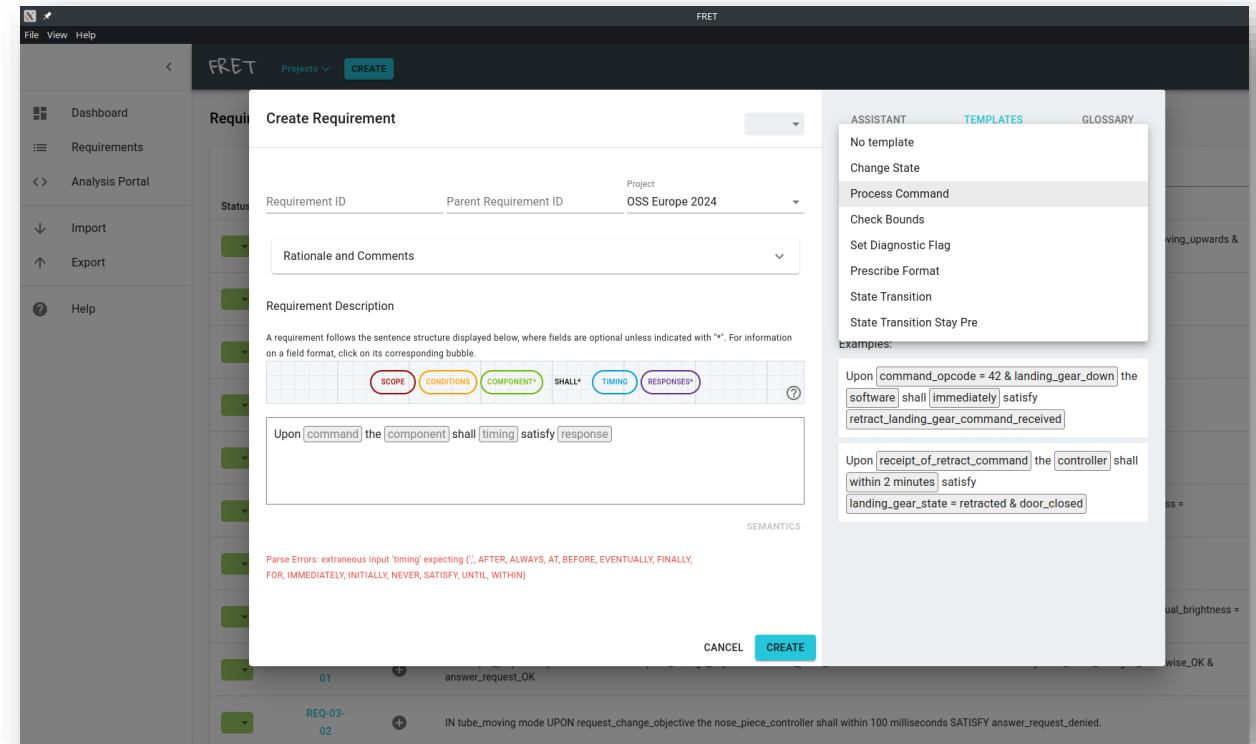 FRET
File View Help
FRET Projects CREATE
Dashboard
Requirements
Analysis Portal
Import
Export
Help
Requi
Status
Create Requirement
Requirement ID
Parent Requirement ID
Project
OSS Europe 2024
Rationale and Comments
Requirement Description
A requirement follows the sentence structure displayed below, where fields are optional unless indicated with "*". For information
on a field format, click on its corresponding bubble.
SCOPE CONDITIONS COMPONENT* SHALL* TIMING RESPONSES*
Upon command the component shall timing satisfy response
SEMANTICS
Parse Errors: extraneous input 'timing' expecting {',', AFTER, ALWAYS, AT, BEFORE, EVENTUALLY, FINALLY,
FOR, IMMEDIATELY, INITIALLY, NEVER, SATISFY, UNTIL, WITHIN}
CANCEL CREATE
ASSISTANT TEMPLATES GLOSSARY
No template
Change State
Process Command
Check Bounds
Set Diagnostic Flag
Prescribe Format
State Transition
State Transition Stay Pre
Examples:
Upon command_opcode = 42 & landing_gear_down the
software shall immediately satisfy
retract_landing_gear_command_received
Upon receipt_of_retract_command the controller shall
within 2 minutes satisfy
landing_gear_state = retracted & door_closed
oving_upwards &
ss =
ual_brightness =
wise_OK &
01
answer_request_OK
REQ-03-
02
IN tube_moving mode UPON request_change_objective the nose_piece_controller shall within 100 milliseconds SATISFY answer_request_denied.